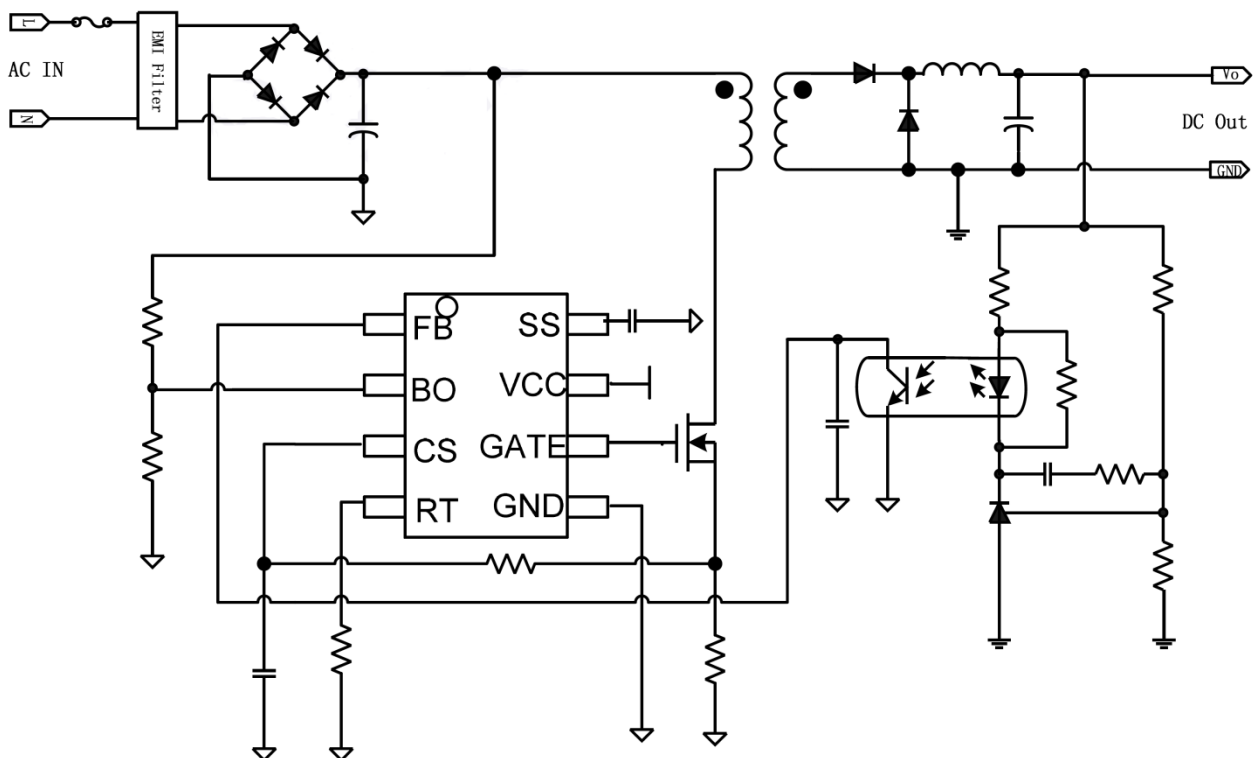 L
AC IN
N
EMI Filter
Vo
DC Out
GND
FB
SS
BO
VCC
CS
GATE
RT
GND